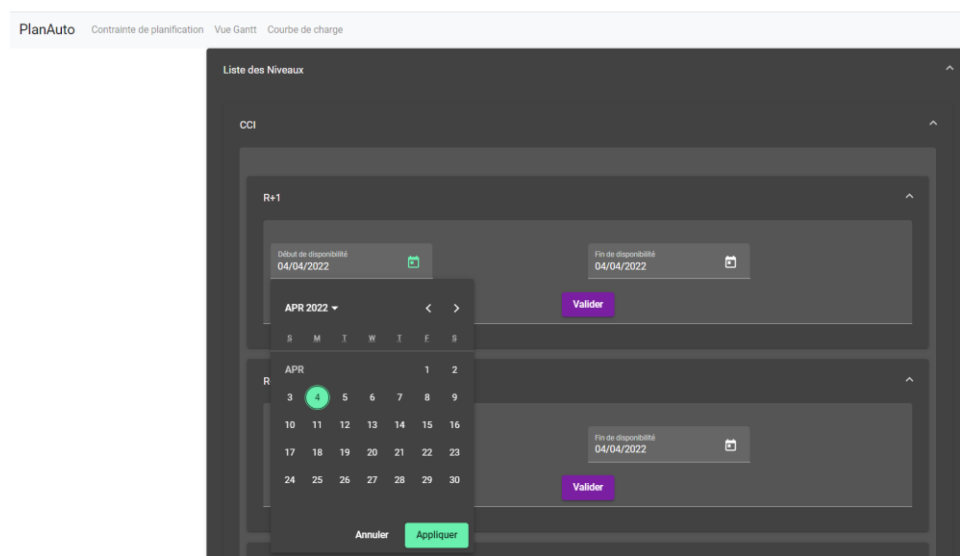 PlanAuto Contrainte de planification Vue Gantt Courbe de charge
Liste des Niveaux
CCI
R+1
Début de disponibilité
04/04/2022
Fin de disponibilité
04/04/2022
Valider
APR 2022
S M T W T F S
APR 1 2
3 4 5 6 7 8 9
10 11 12 13 14 15 16
17 18 19 20 21 22 23
24 25 26 27 28 29 30
Annuler Appliquer
R
Fin de disponibilité
04/04/2022
Valider